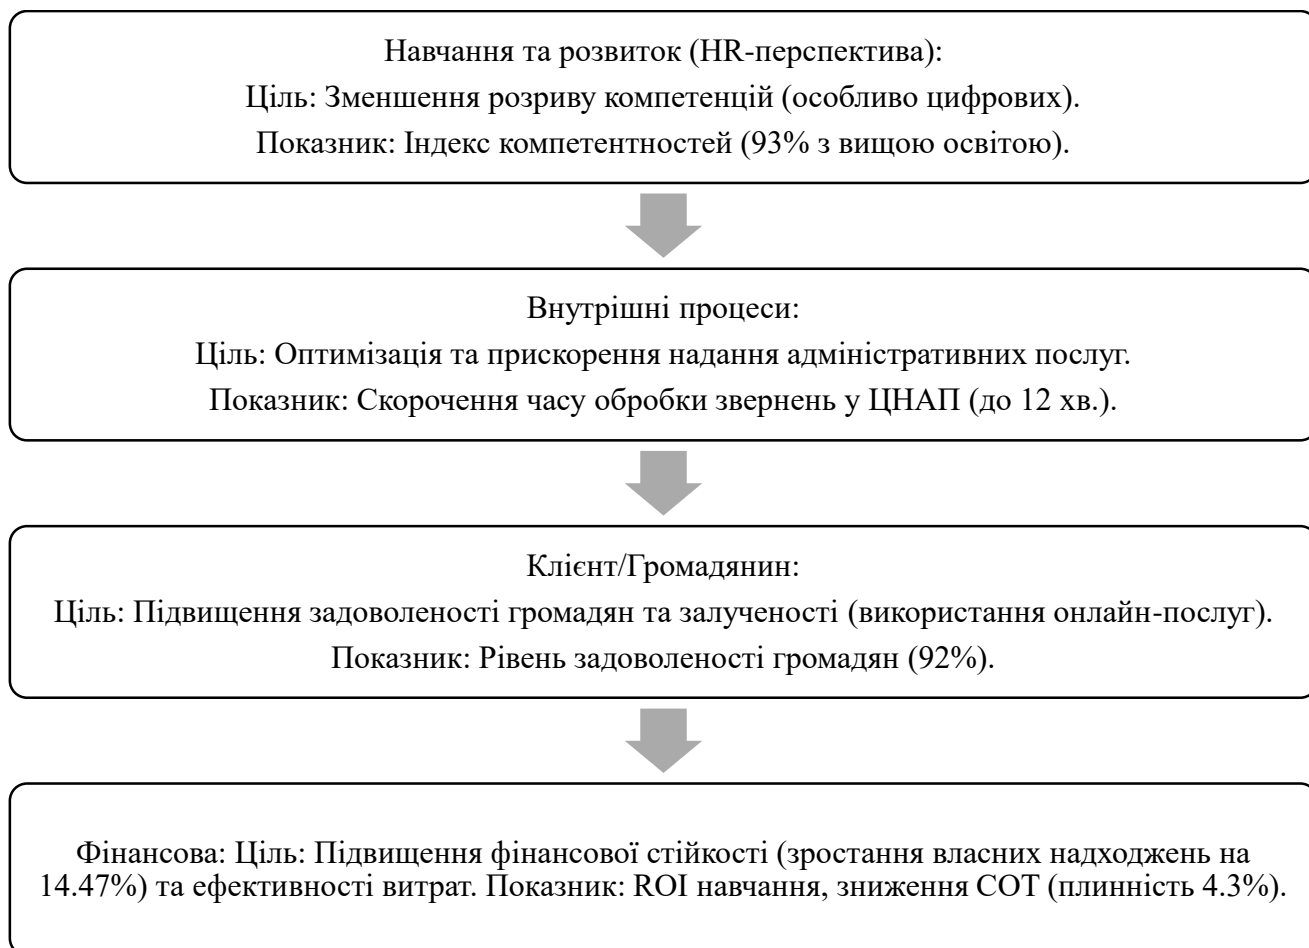 Навчання та розвиток (HR-перспектива):
Ціль: Зменшення розриву компетенцій (особливо цифрових).
Показник: Індекс компетентностей (93% з вищою освітою).
Внутрішні процеси:
Ціль: Оптимізація та прискорення надання адміністративних послуг.
Показник: Скорочення часу обробки звернень у ЦНАП (до 12 хв.).
Клієнт/Громадянин:
Ціль: Підвищення задоволеності громадян та залученості (використання онлайн-послуг).
Показник: Рівень задоволеності громадян (92%).
Фінансова: Ціль: Підвищення фінансової стійкості (зростання власних надходжень на
14.47%) та ефективності витрат. Показник: ROI навчання, зниження COT (плинність 4.3%).